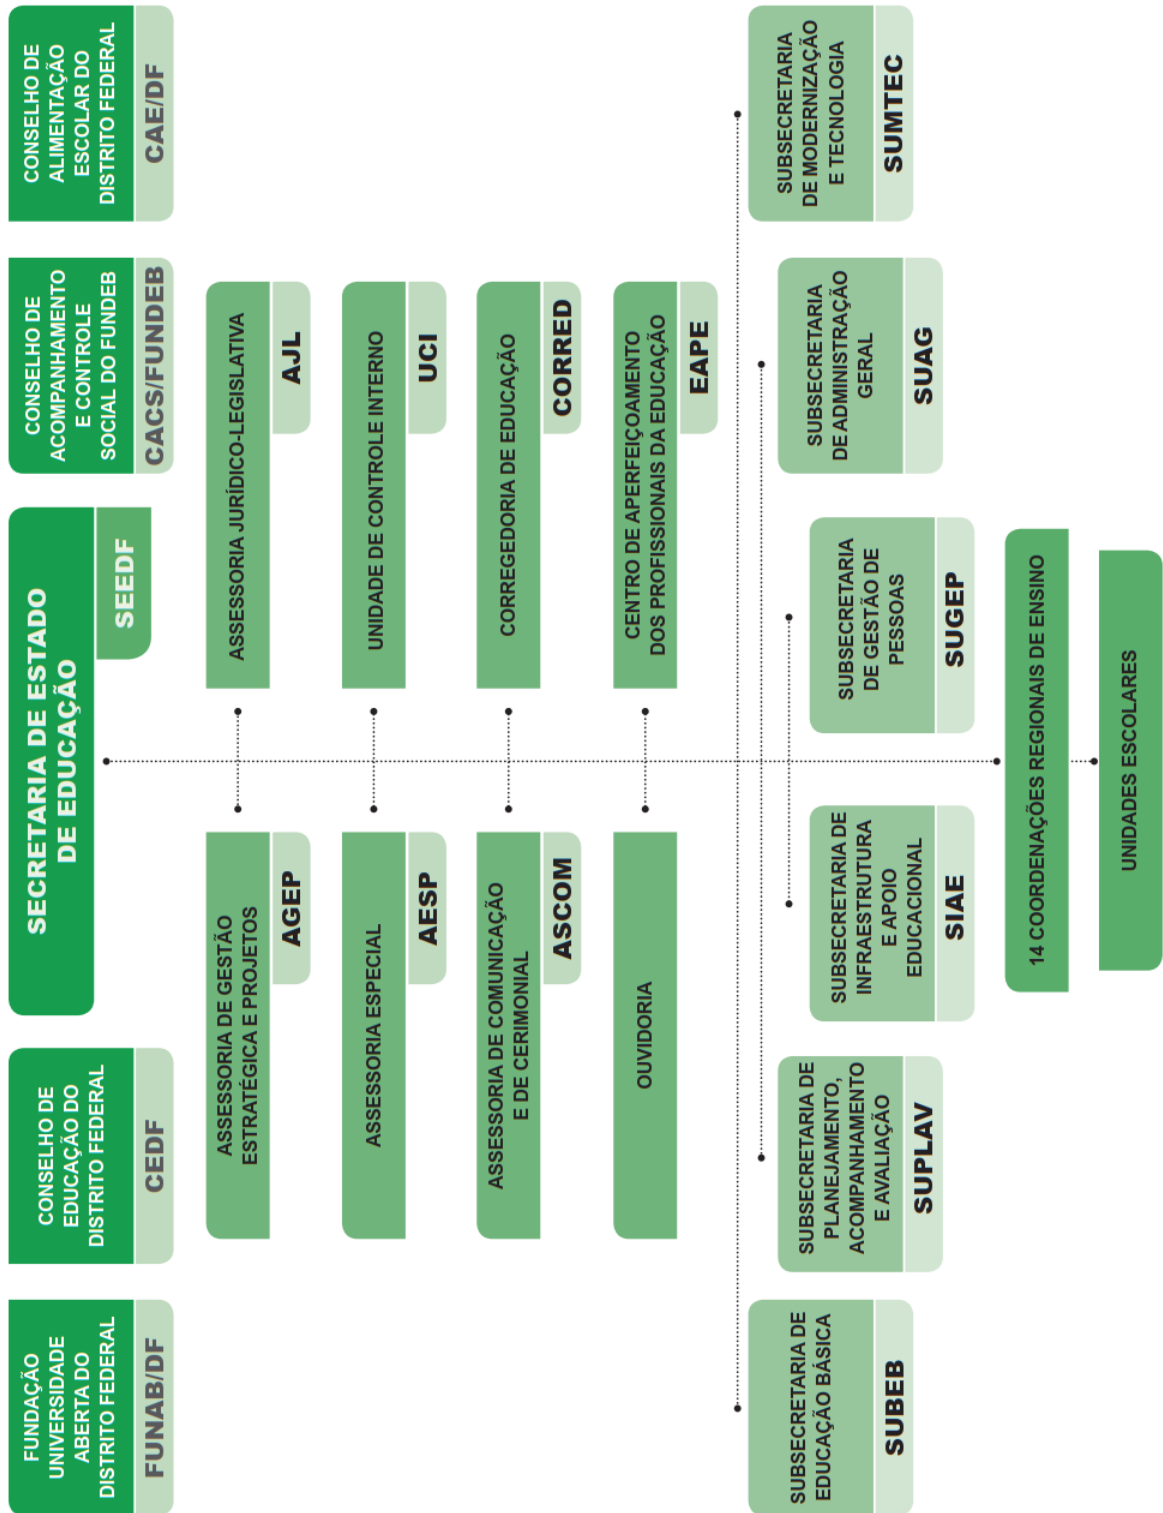 FUNDAÇÃO
UNIVERSIDADE
ABERTA DO
DISTRITO FEDERAL
FUNAB/DF
CONSELHO DE
EDUCAÇÃO DO
DISTRITO FEDERAL
CEDF
SECRETARIA DE ESTADO
DE EDUCAÇÃO
SEEDF
CONSELHO DE
ACOMPANHAMENTO
E CONTROLE
SOCIAL DO FUNDEB
CACS/FUNDEB
CONSELHO DE
ALIMENTAÇÃO
ESCOLAR DO
DISTRITO FEDERAL
CAE/DF
ASSESSORIA DE GESTÃO
ESTRATÉGICA E PROJETOS
AGEP
ASSESSORIA JURÍDICO-LEGISLATIVA
AJL
ASSESSORIA ESPECIAL
AESP
UNIDADE DE CONTROLE INTERNO
UCI
ASSESSORIA DE COMUNICAÇÃO
E DE CERIMONIAL
ASCOM
CORREGEDORIA DE EDUCAÇÃO
CORRED
OUVIDORIA
CENTRO DE APERFEIÇOAMENTO
DOS PROFISSIONAIS DA EDUCAÇÃO
EAPE
SUBSECRETARIA DE
EDUCAÇÃO BÁSICA
SUBEB
SUBSECRETARIA DE
PLANEJAMENTO,
ACOMPANHAMENTO
E AVALIAÇÃO
SUPLAV
SUBSECRETARIA DE
INFRAESTRUTURA
E APOIO
EDUCACIONAL
SIAE
SUBSECRETARIA
DE GESTÃO DE
PESSOAS
SUGEP
SUBSECRETARIA
DE ADMINISTRAÇÃO
GERAL
SUAG
SUBSECRETARIA
DE MODERNIZAÇÃO
E TECNOLOGIA
SUMTEC
14 COORDENAÇÕES REGIONAIS DE ENSINO
UNIDADES ESCOLARES